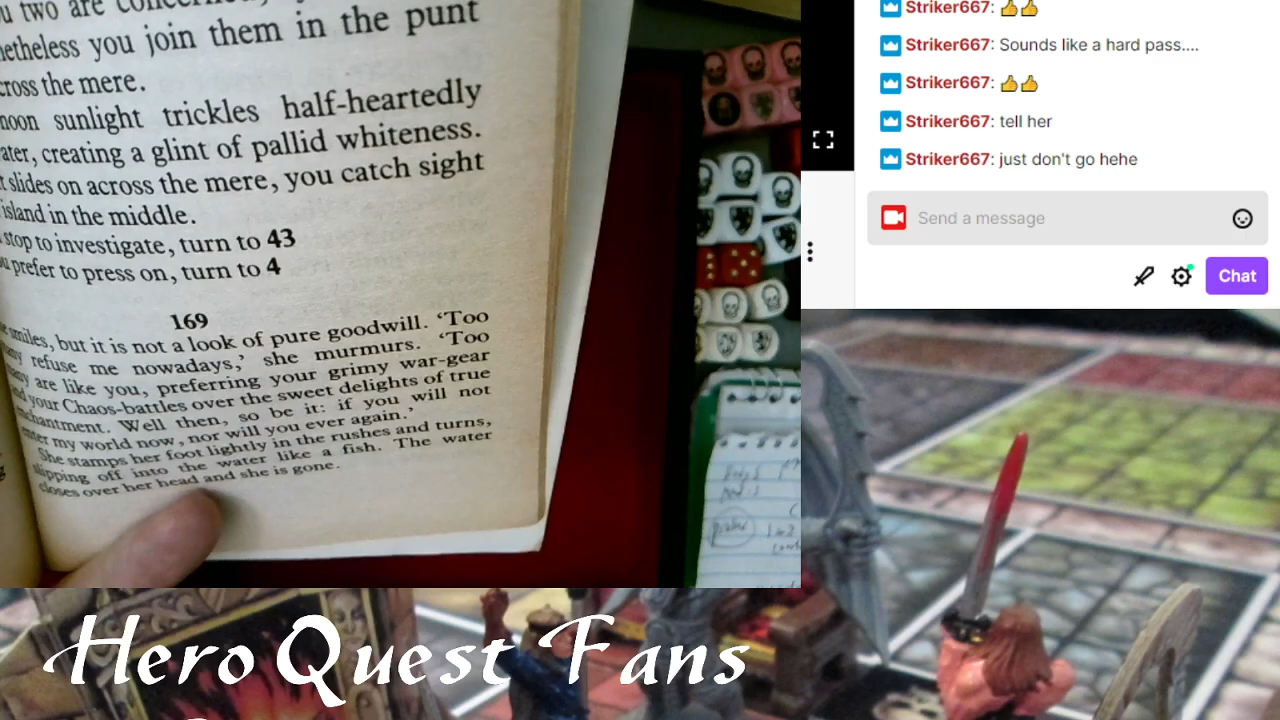 u two are concerned,
netheless you join them in the punt
cross the mere.
noon sunlight trickles half-heartedly
ater, creating a glint of pallid whiteness.
t slides on across the mere, you catch sight
island in the middle.
stop to investigate, turn to 43
u prefer to press on, turn to 4
169
smiles, but it is not a look of pure goodwill. ‘Too
any refuse me nowadays,’ she murmurs. ‘Too
any are like you, preferring your grimy war-gear
nd your Chaos-battles over the sweet delights of true
enchantment. Well then, so be it: if you will not
enter my world now, nor will you ever again.’
She stamps her foot lightly in the rushes and turns,
slipping off into the water like a fish. The water
closes over her head and she is gone.
Striker667: 👍👍
Striker667: Sounds like a hard pass....
Striker667: 👍👍
Striker667: tell her
Striker667: just don't go hehe
Send a message
Chat
Hero Quest Fans